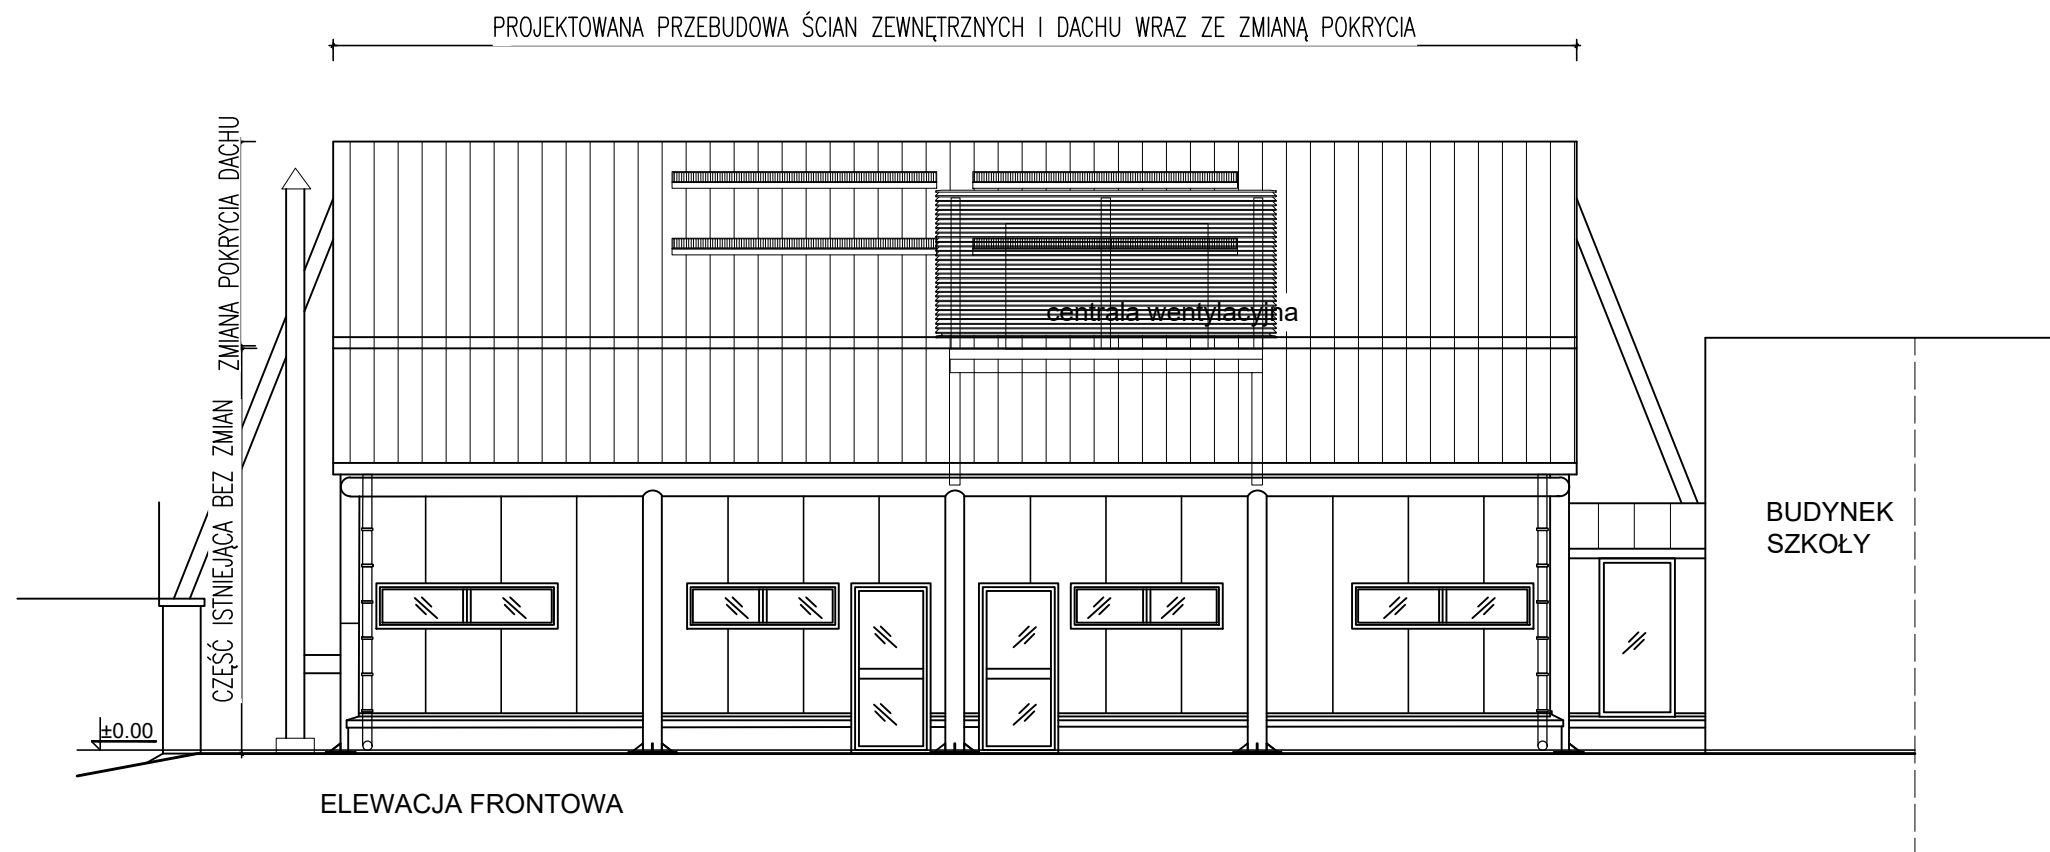 PROJEKTOWANA PRZEBUDOWA ŚCIAN ZEWNĘTRZNYCH I DACHU WRAZ ZE ZMIANĄ POKRYCIA
ZMIANA POKRYCIA DACHU
CZĘŚĆ ISTNIEJĄCA BEZ ZMIAN
centrala wentylacyjna
BUDYNEK
SZKOŁY
±0.00
ELEWACJA FRONTOWA